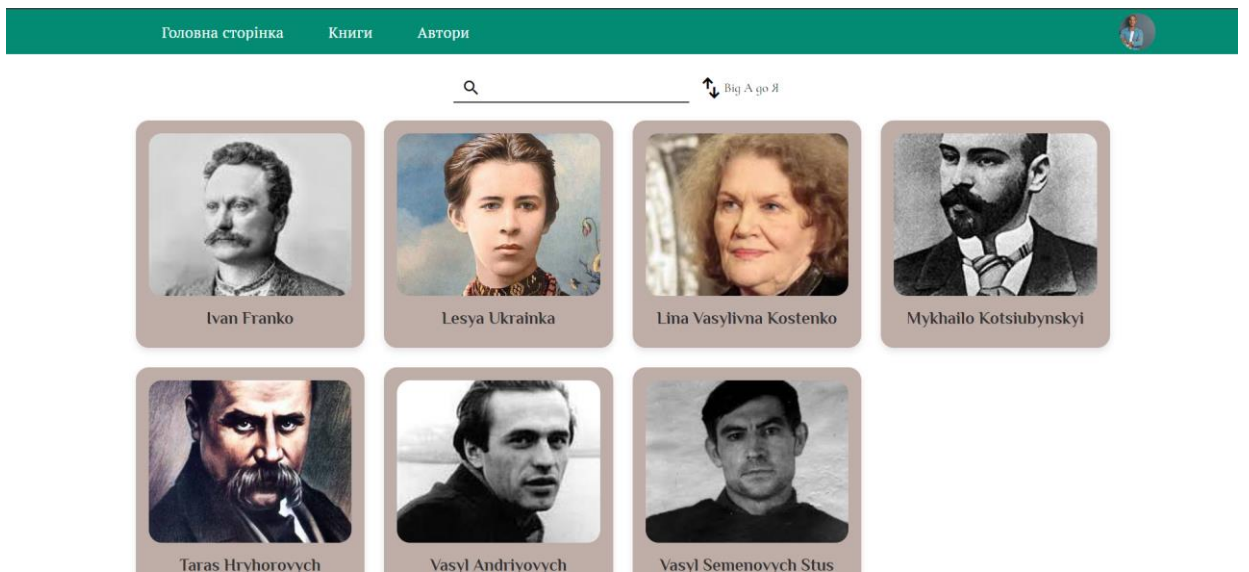 Головна сторінка
Книги
Автори
Від А до Я
Ivan Franko
Lesya Ukrainka
Lina Vasylivna Kostenko
Mykhailo Kotsiubynskyi
Taras Hryhorovych
Vasyl Andriyovych
Vasyl Semenovych Stus